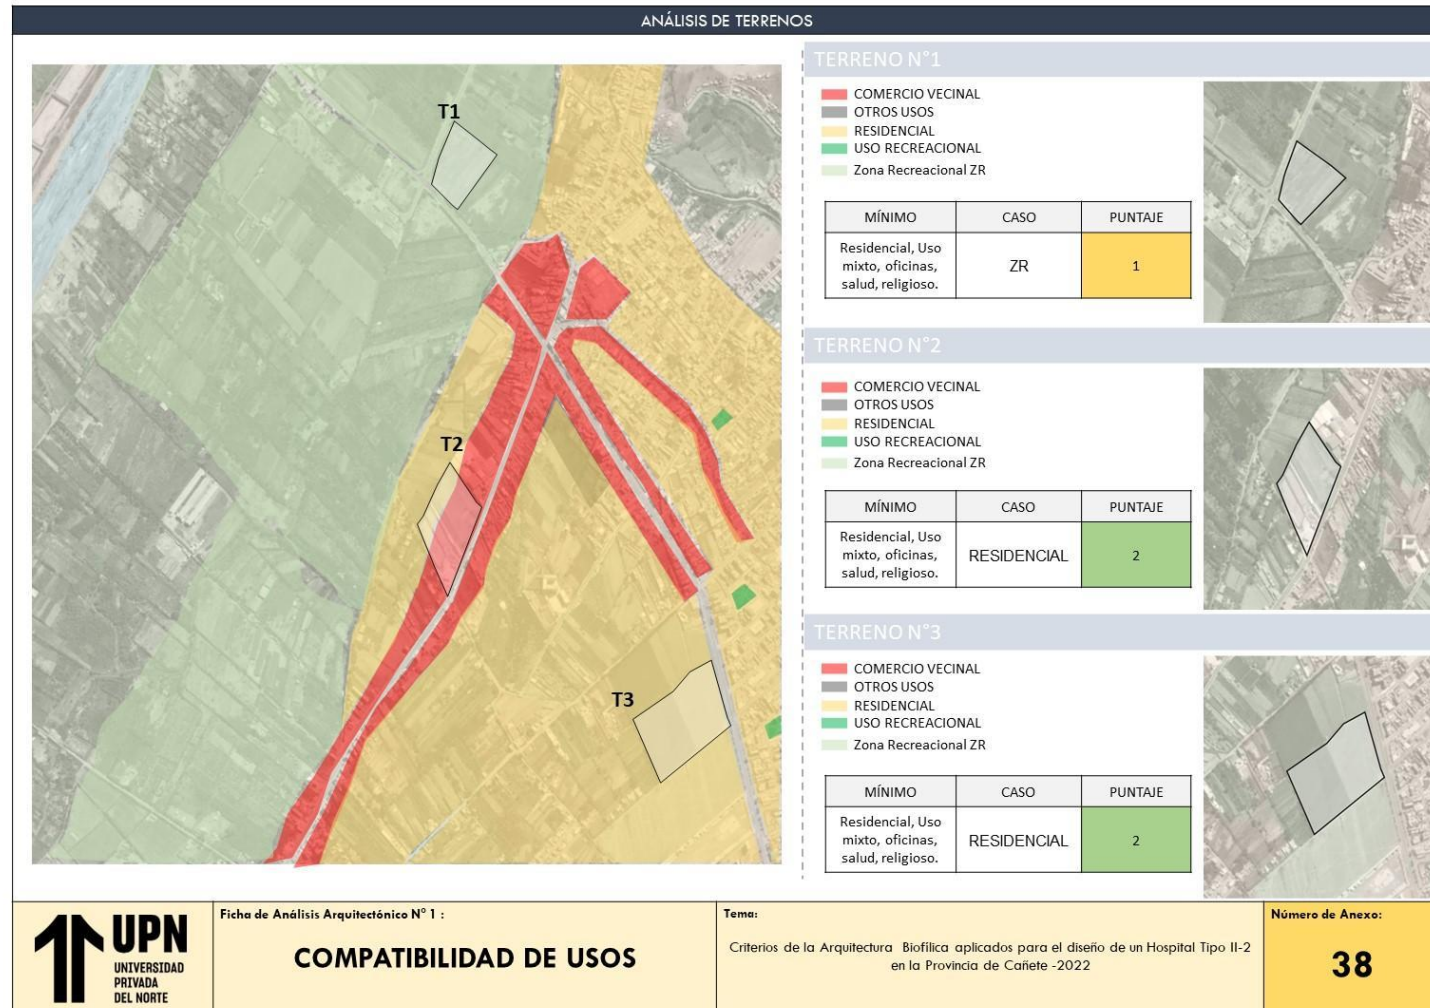 ANÁLISIS DE TERRENOS
T1
T2
T3
TERRENO N°1
COMERCIO VECINAL
OTROS USOS
RESIDENCIAL
USO RECREACIONAL
Zona Recreacional ZR
MÍNIMO CASO PUNTAJE
Residencial, Uso
mixto, oficinas,
salud, religioso.
ZR
1
TERRENO N°2
COMERCIO VECINAL
OTROS USOS
RESIDENCIAL
USO RECREACIONAL
Zona Recreacional ZR
MÍNIMO CASO PUNTAJE
Residencial, Uso
mixto, oficinas,
salud, religioso.
RESIDENCIAL
2
TERRENO N°3
COMERCIO VECINAL
OTROS USOS
RESIDENCIAL
USO RECREACIONAL
Zona Recreacional ZR
MÍNIMO CASO PUNTAJE
Residencial, Uso
mixto, oficinas,
salud, religioso.
RESIDENCIAL
2
UPN
UNIVERSIDAD
PRIVADA
DEL NORTE
Ficha de Análisis Arquitectónico N° 1 :
COMPATIBILIDAD DE USOS
Tema:
Criterios de la Arquitectura Biofílica aplicados para el diseño de un Hospital Tipo II-2
en la Provincia de Cañete -2022
Número de Anexo:
38